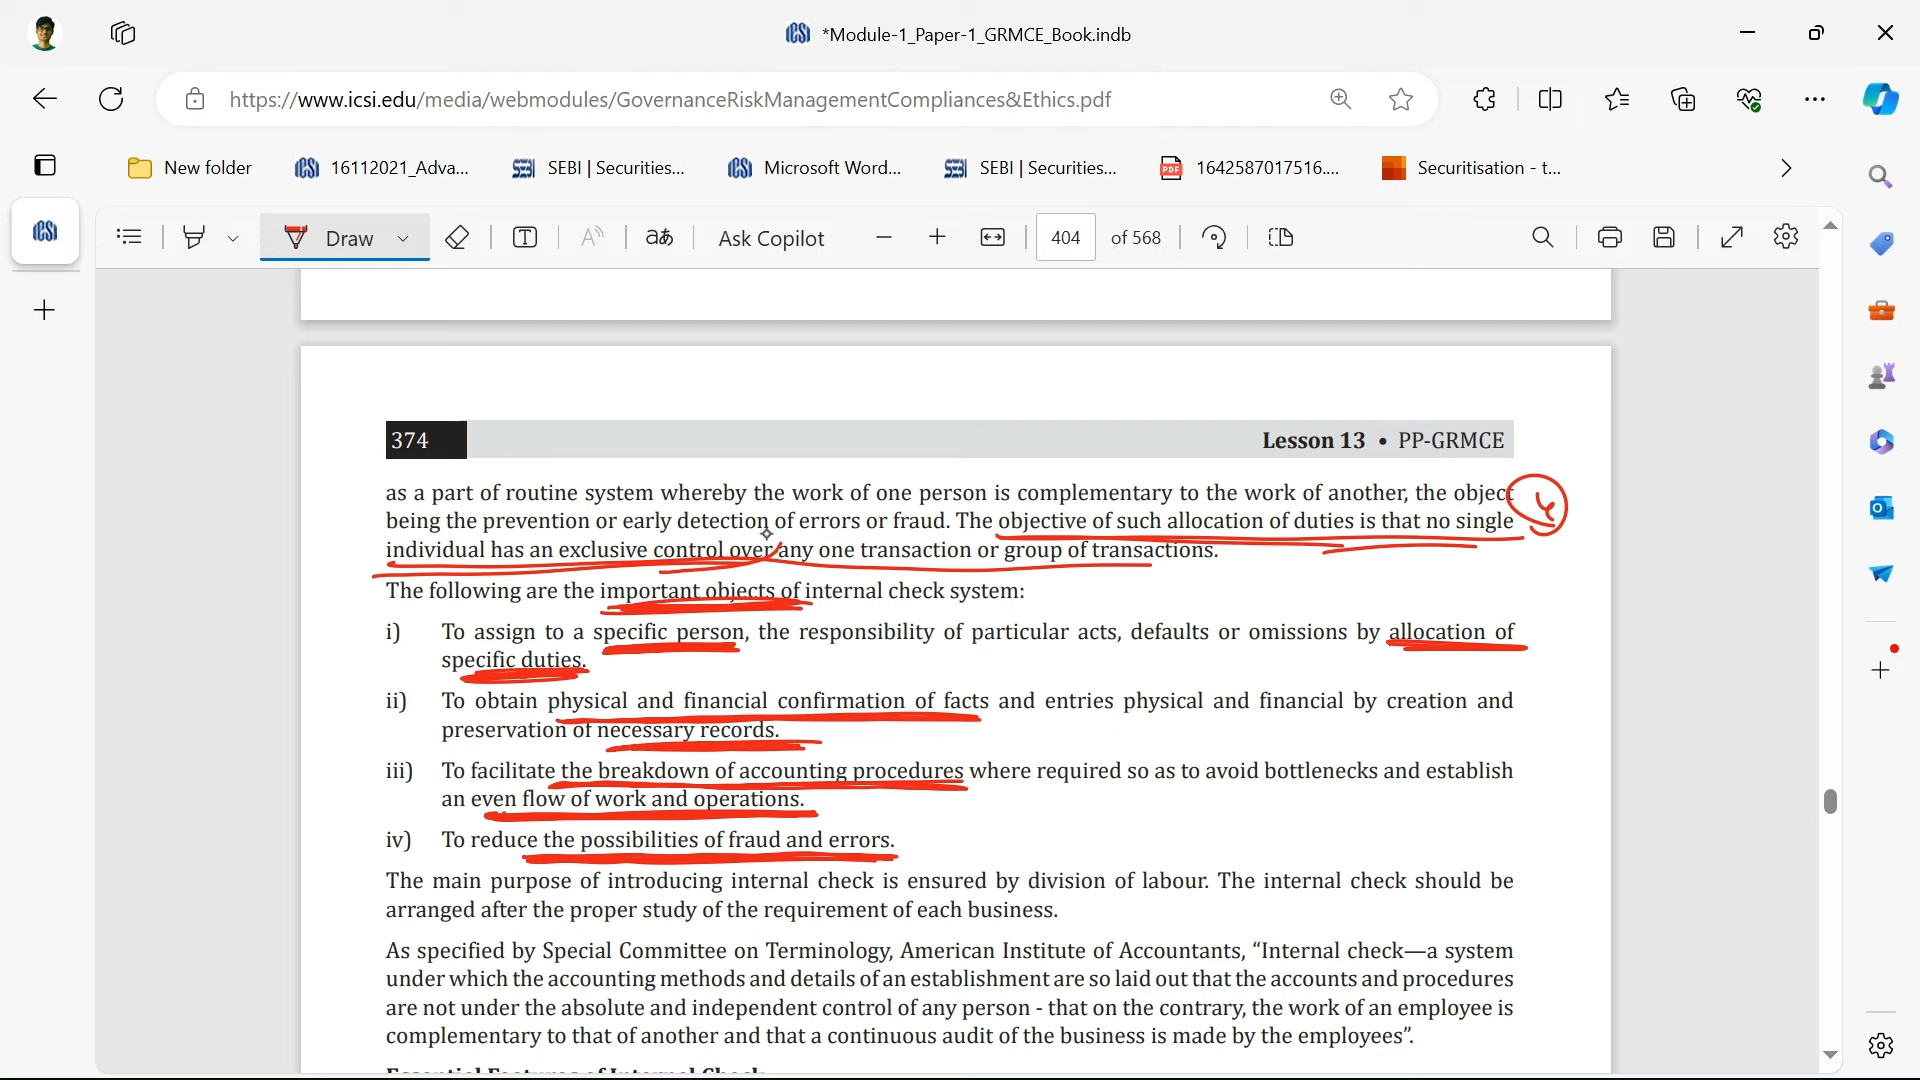 *Module-1_Paper-1_GRMCE_Book.indb
https://www.icsi.edu/media/webmodules/GovernanceRiskManagementCompliances&Ethics.pdf
New folder
16112021_Adva...
SEBI | Securities...
Microsoft Word...
SEBI | Securities...
1642587017516....
Securitisation - t...
Draw
Ask Copilot
404 of 568
374
Lesson 13 • PP-GRMCE
as a part of routine system whereby the work of one person is complementary to the work of another, the object
being the prevention or early detection of errors or fraud. The objective of such allocation of duties is that no single
individual has an exclusive control over any one transaction or group of transactions.
The following are the important objects of internal check system:
i) To assign to a specific person, the responsibility of particular acts, defaults or omissions by allocation of
specific duties.
ii) To obtain physical and financial confirmation of facts and entries physical and financial by creation and
preservation of necessary records.
iii) To facilitate the breakdown of accounting procedures where required so as to avoid bottlenecks and establish
an even flow of work and operations.
iv) To reduce the possibilities of fraud and errors.
The main purpose of introducing internal check is ensured by division of labour. The internal check should be
arranged after the proper study of the requirement of each business.
As specified by Special Committee on Terminology, American Institute of Accountants, “Internal check—a system
under which the accounting methods and details of an establishment are so laid out that the accounts and procedures
are not under the absolute and independent control of any person - that on the contrary, the work of an employee is
complementary to that of another and that a continuous audit of the business is made by the employees”.